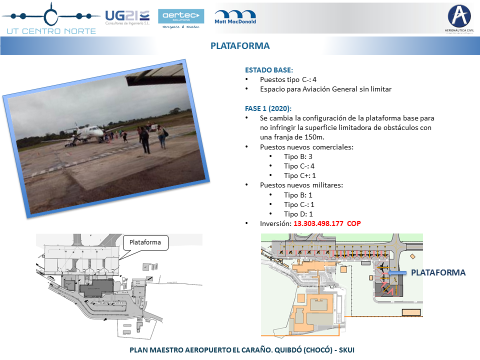 UT CENTRO NORTE
UG21
Consultores de Ingeniería S.L.
aertec
Aeropuerto & Aviación
Mott MacDonald
AERONÁUTICA CIVIL
PLATAFORMA
ESTADO BASE:
• Puestos tipo C-: 4
• Espacio para Aviación General sin limitar
FASE 1 (2020):
• Se cambia la configuración de la plataforma base para
no infringir la superficie limitadora de obstáculos con
una franja de 150m.
• Puestos nuevos comerciales:
• Tipo B: 3
• Tipo C-: 4
• Tipo C+: 1
• Puestos nuevos militares:
• Tipo B: 1
• Tipo C-: 1
• Tipo D: 1
• Inversión: 13.303.498.177 COP
Plataforma
PLATAFORMA
PLAN MAESTRO AEROPUERTO EL CARAÑO. QUIBDÓ (CHOCÓ) - SKUI